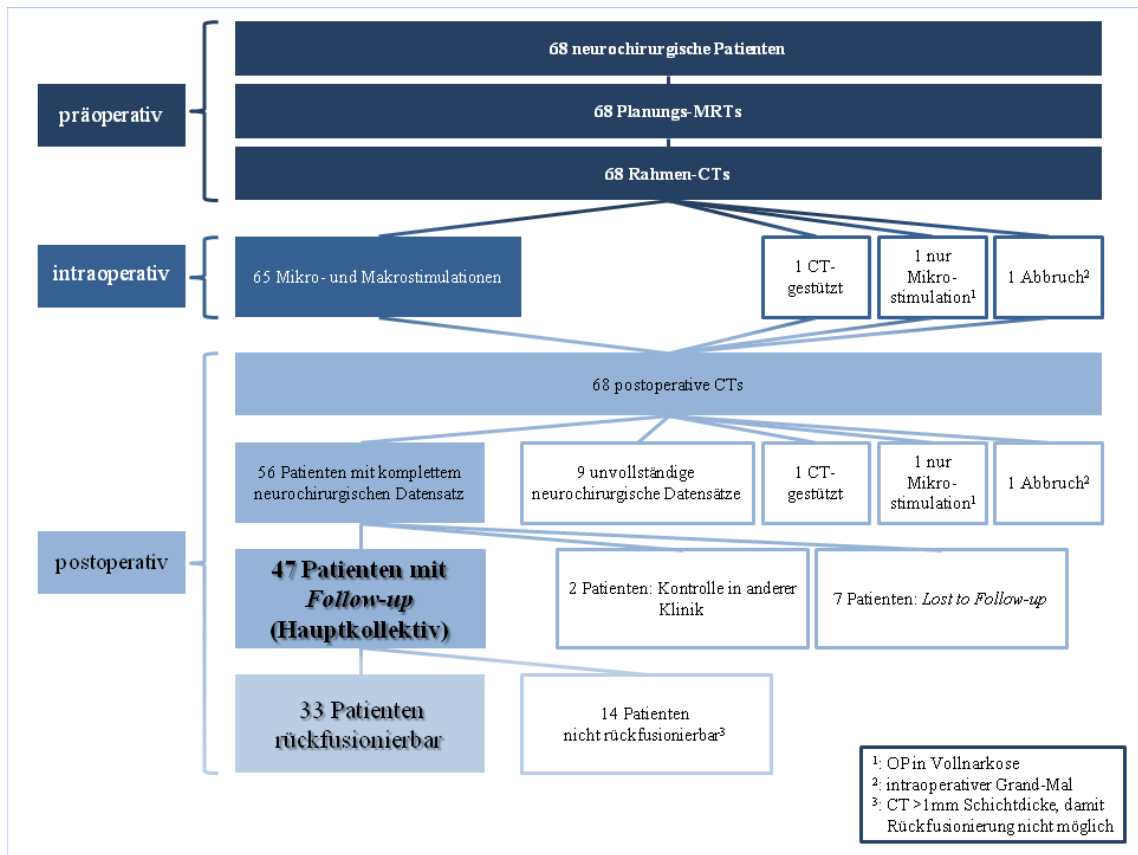 68 neurochirurgische Patienten
präoperativ
68 Planungs-MRTs
68 Rahmen-CTs
intraoperativ
65 Mikro- und Makrostimulationen
1 CT-
gestützt
1 nur
Mikro-
stimulation¹
1 Abbruch²
68 postoperative CTs
56 Patienten mit komplettem
neurochirurgischen Datensatz
9 unvollständige
neurochirurgische Datensätze
1 CT-
gestützt
1 nur
Mikro-
stimulation¹
1 Abbruch²
postoperativ
47 Patienten mit
Follow-up
(Hauptkollektiv)
2 Patienten: Kontrolle in anderer
Klinik
7 Patienten: Lost to Follow-up
33 Patienten
rückfusionierbar
14 Patienten
nicht rückfusionierbar³
¹: OP in Vollnarkose
²: intraoperativer Grand-Mal
³: CT >1mm Schichtdicke, damit
Rückfusionierung nicht möglich